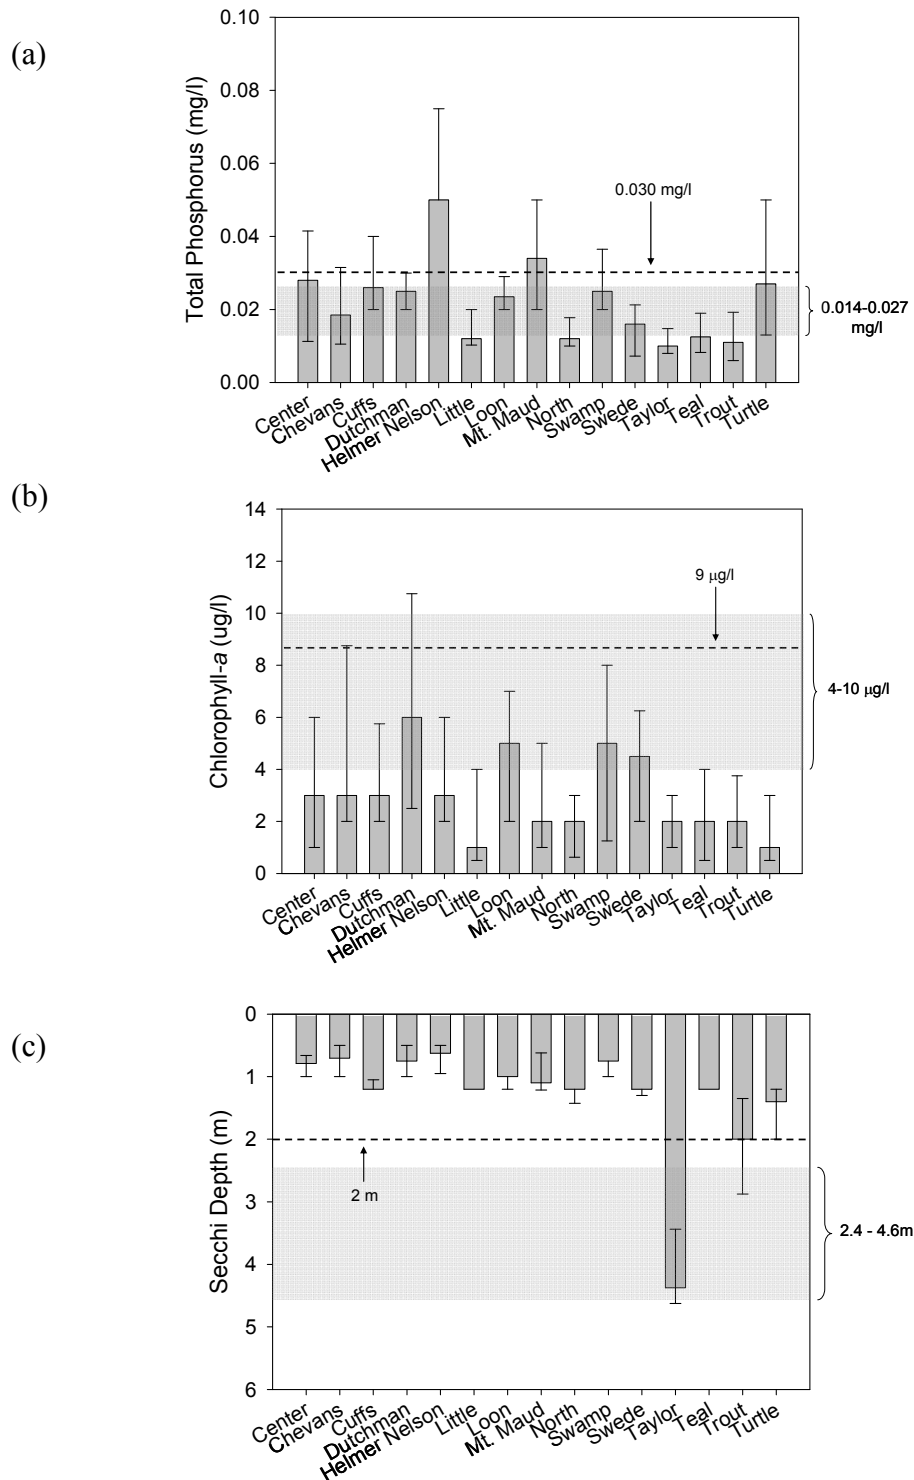 (a)
Total Phosphorus (mg/l)
0.10
0.08
0.06
0.04
0.02
0.00
0.030 mg/l
0.014-0.027
mg/l
Center
Chevans
Cuffs
Dutchman
Helmer Nelson
Little
Loon
Mt. Maud
North
Swamp
Swede
Taylor
Teal
Trout
Turtle
(b)
Chlorophyll-a (ug/l)
14
12
10
8
6
4
2
0
9 µg/l
4-10 µg/l
Center
Chevans
Cuffs
Dutchman
Helmer Nelson
Little
Loon
Mt. Maud
North
Swamp
Swede
Taylor
Teal
Trout
Turtle
(c)
Secchi Depth (m)
0
1
2
3
4
5
6
2 m
2.4 - 4.6m
Center
Chevans
Cuffs
Dutchman
Helmer Nelson
Little
Loon
Mt. Maud
North
Swamp
Swede
Taylor
Teal
Trout
Turtle